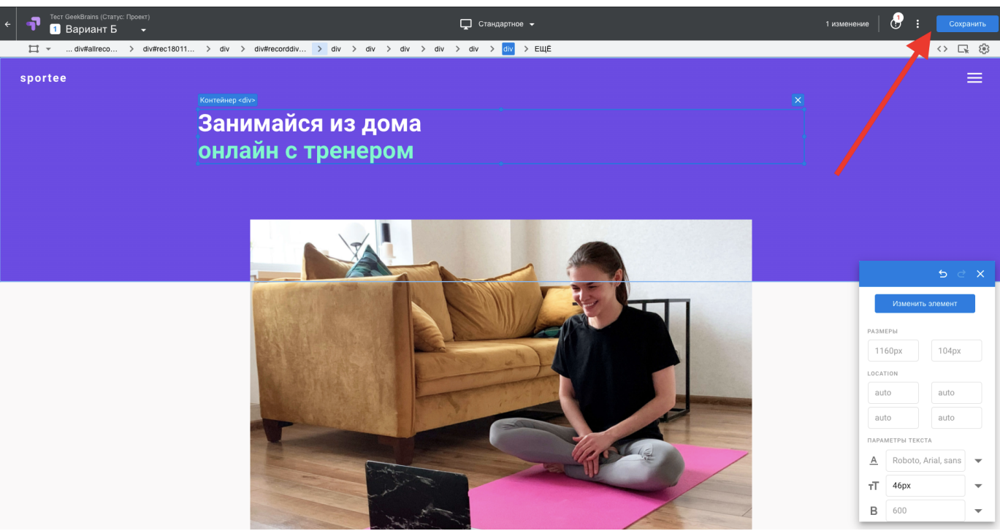 Тест GeekBrains (Статус: Проект)
1 Вариант Б
Стандартное
1 изменение
1
Сохранить
... div#allreco... > div#rec18011... > div > div#recorddiv... > div > div > div > div > div > div > ЕЩЁ
sportee
Контейнер <div>
Занимайся из дома
онлайн с тренером
Изменить элемент
РАЗМЕРЫ
1160px 104px
LOCATION
auto auto
auto auto
ПАРАМЕТРЫ ТЕКСТА
A Roboto, Arial, sans
тТ 46px
B 600